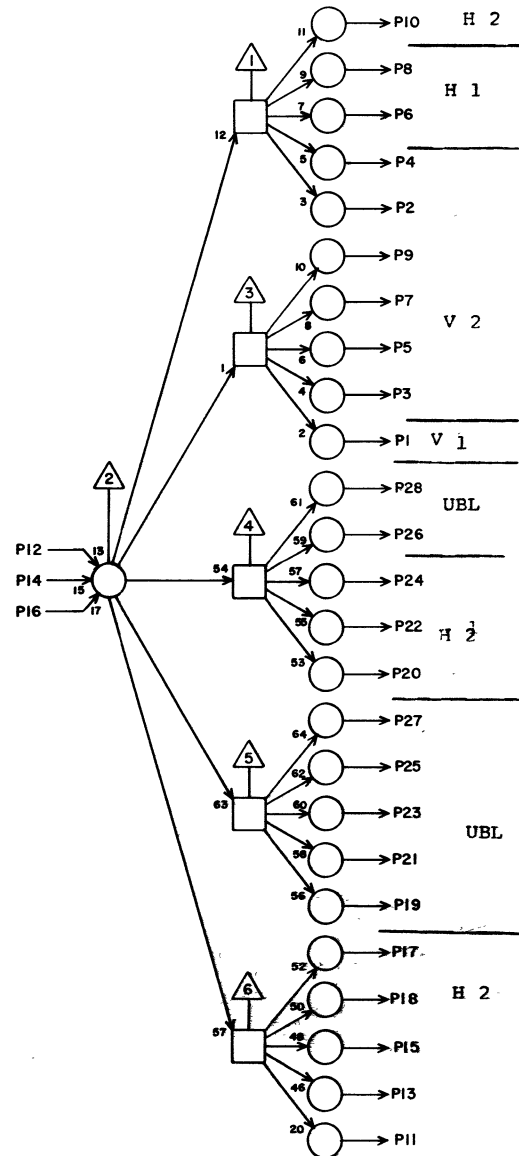 11 P10 H 2
1
9 P8
H 1
7 P6
12
5 P4
3 P2
10 P9
3
8 P7
V 2
1 6 P5
4 P3
2 P1 V 1
2
61 P28
UBL
4
59 P26
P12 13
54 57 P24
P14 15
P16 17
55 P22
H 2
53 P20
64 P27
5
62 P25
63 60 P23
UBL
58 P21
56 P19
52 P17
6
50 P18 H 2
57 48 P15
46 P13
20 P11